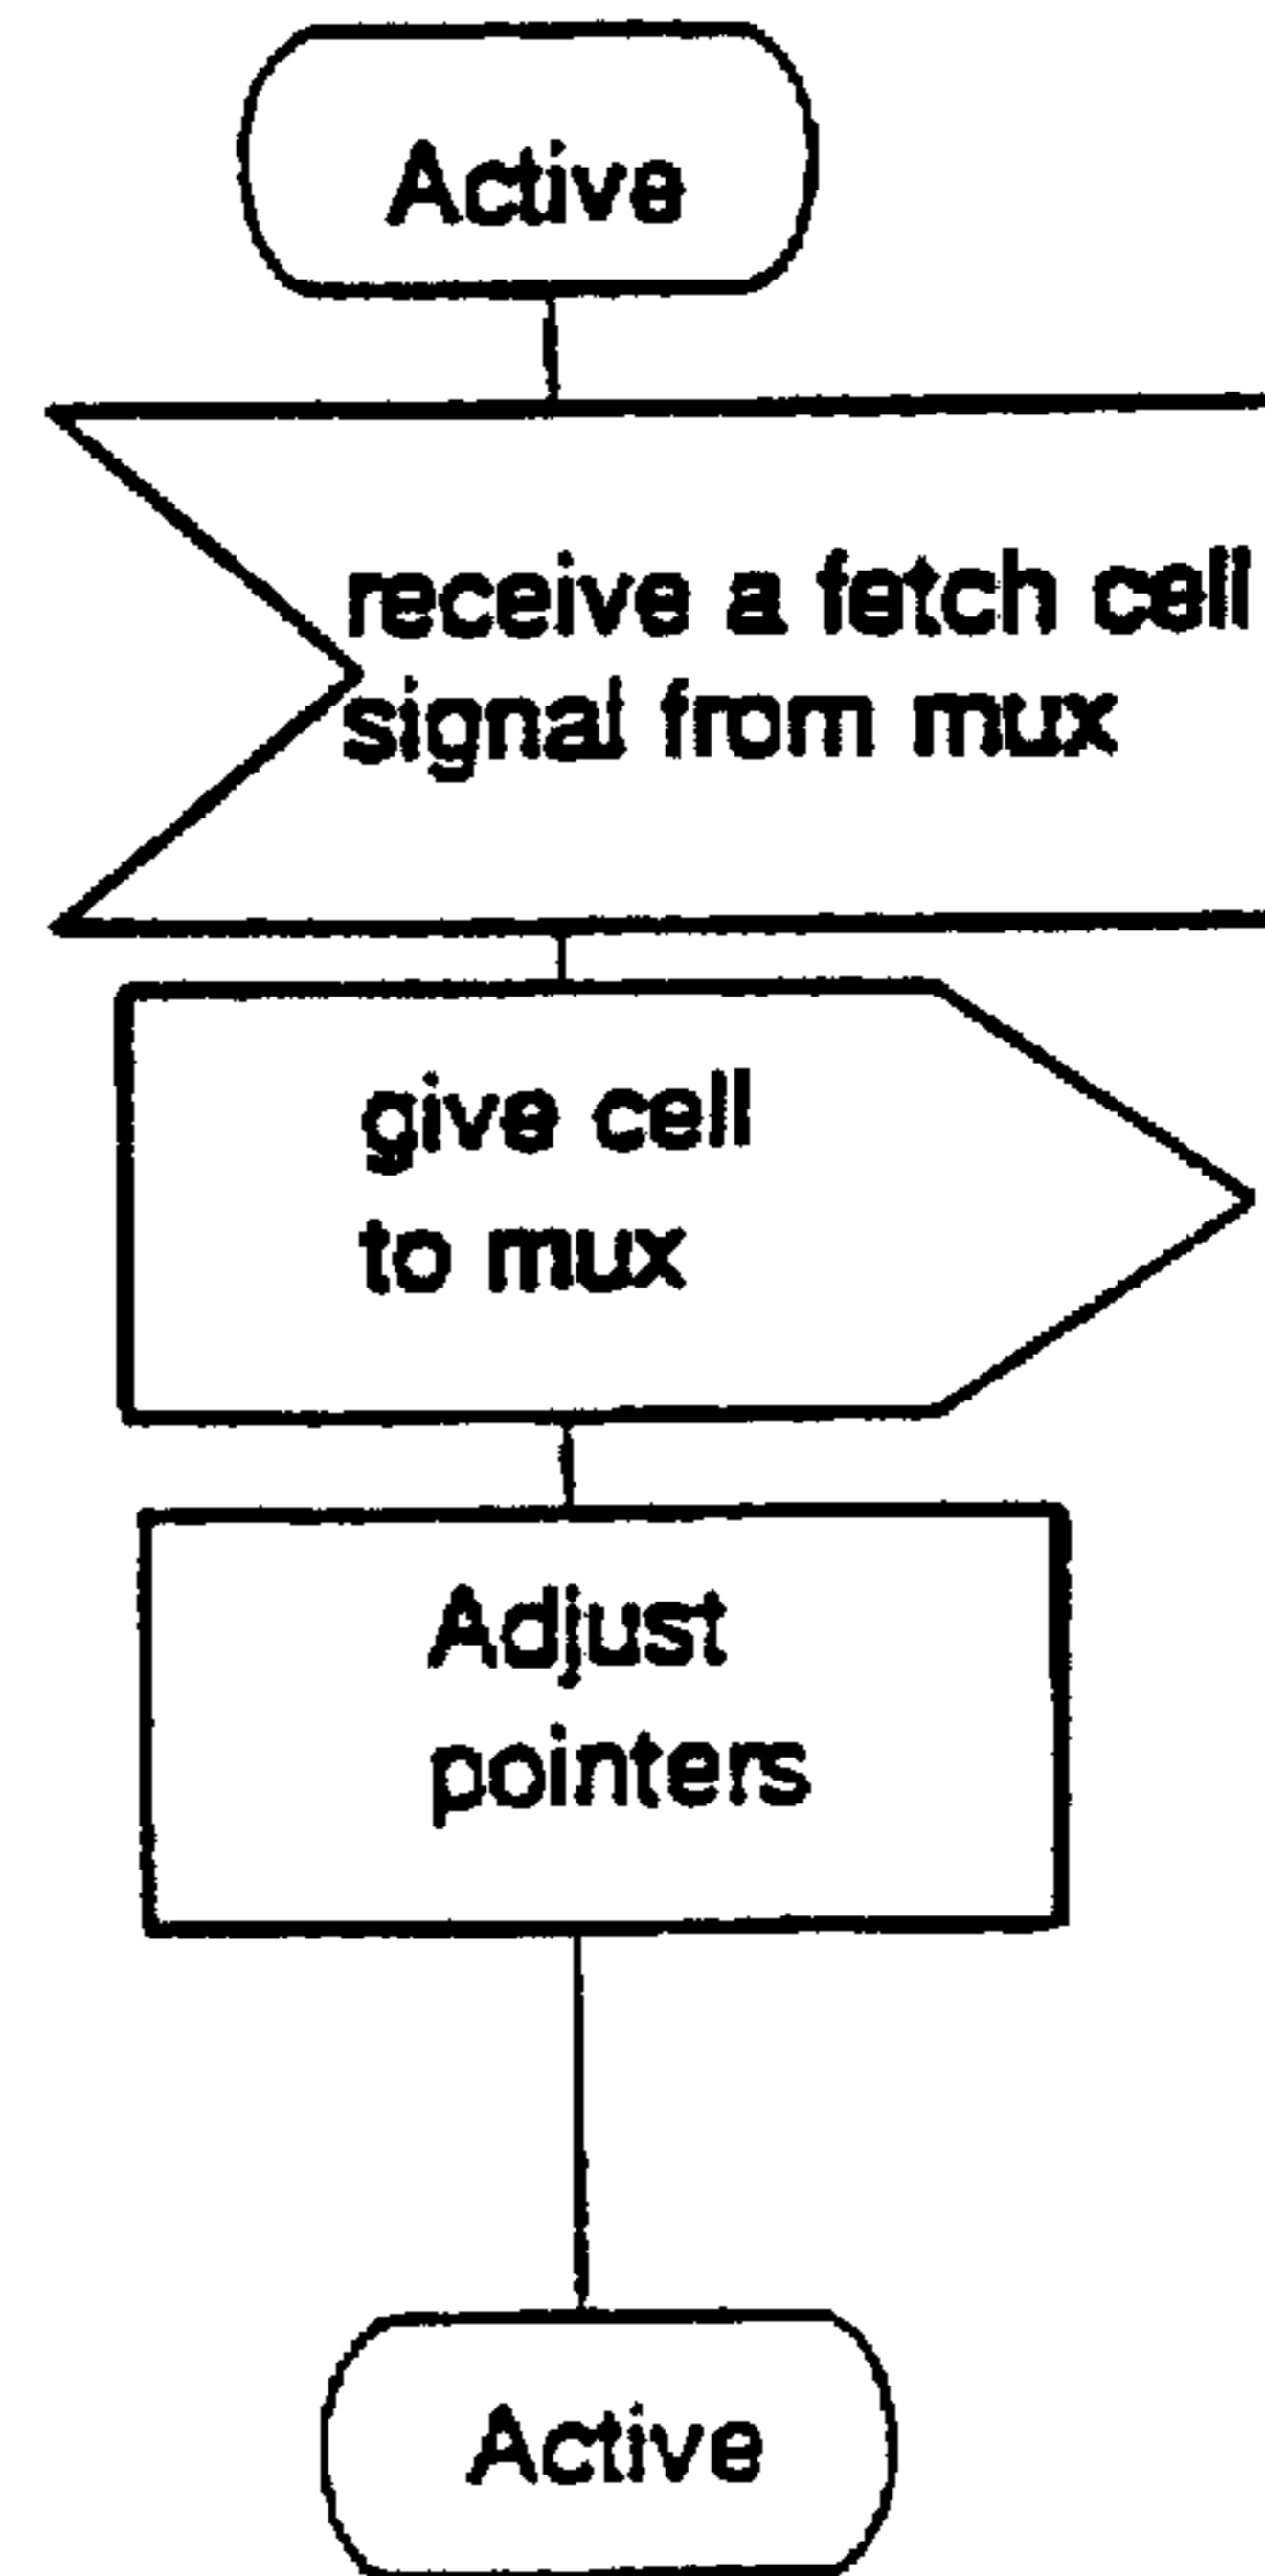 Active
receive a fetch cell
signal from mux
give cell
to mux
Adjust
pointers
Active